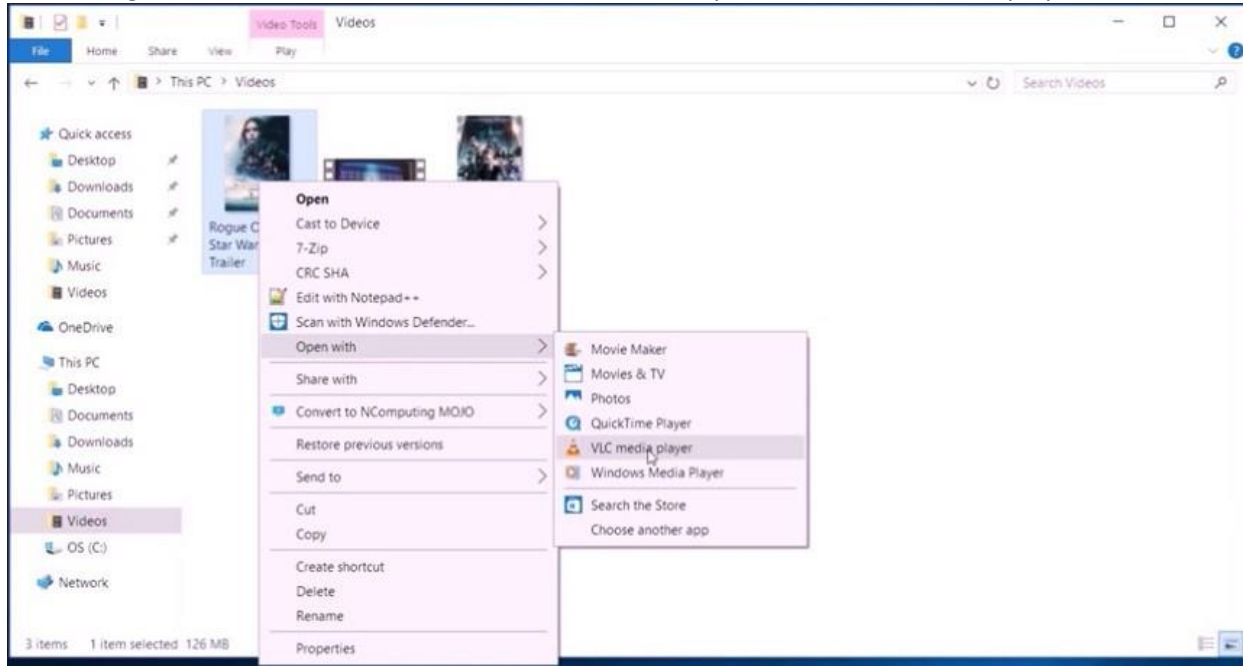 Video Tools
Videos
File
Home
Share
View
Play
This PC > Videos
Search Videos
Quick access
Desktop
Downloads
Documents
Pictures
Music
Videos
OneDrive
This PC
Desktop
Documents
Downloads
Music
Pictures
Videos
OS (C:)
Network
Rogue
Star War
Trailer
Open
Cast to Device
7-Zip
CRC SHA
Edit with Notepad++
Scan with Windows Defender...
Open with
Share with
Convert to NComputing MOJO
Restore previous versions
Send to
Cut
Copy
Create shortcut
Delete
Rename
Properties
Movie Maker
Movies & TV
Photos
QuickTime Player
VLC media player
Windows Media Player
Search the Store
Choose another app
3 items
1 item selected 126 MB